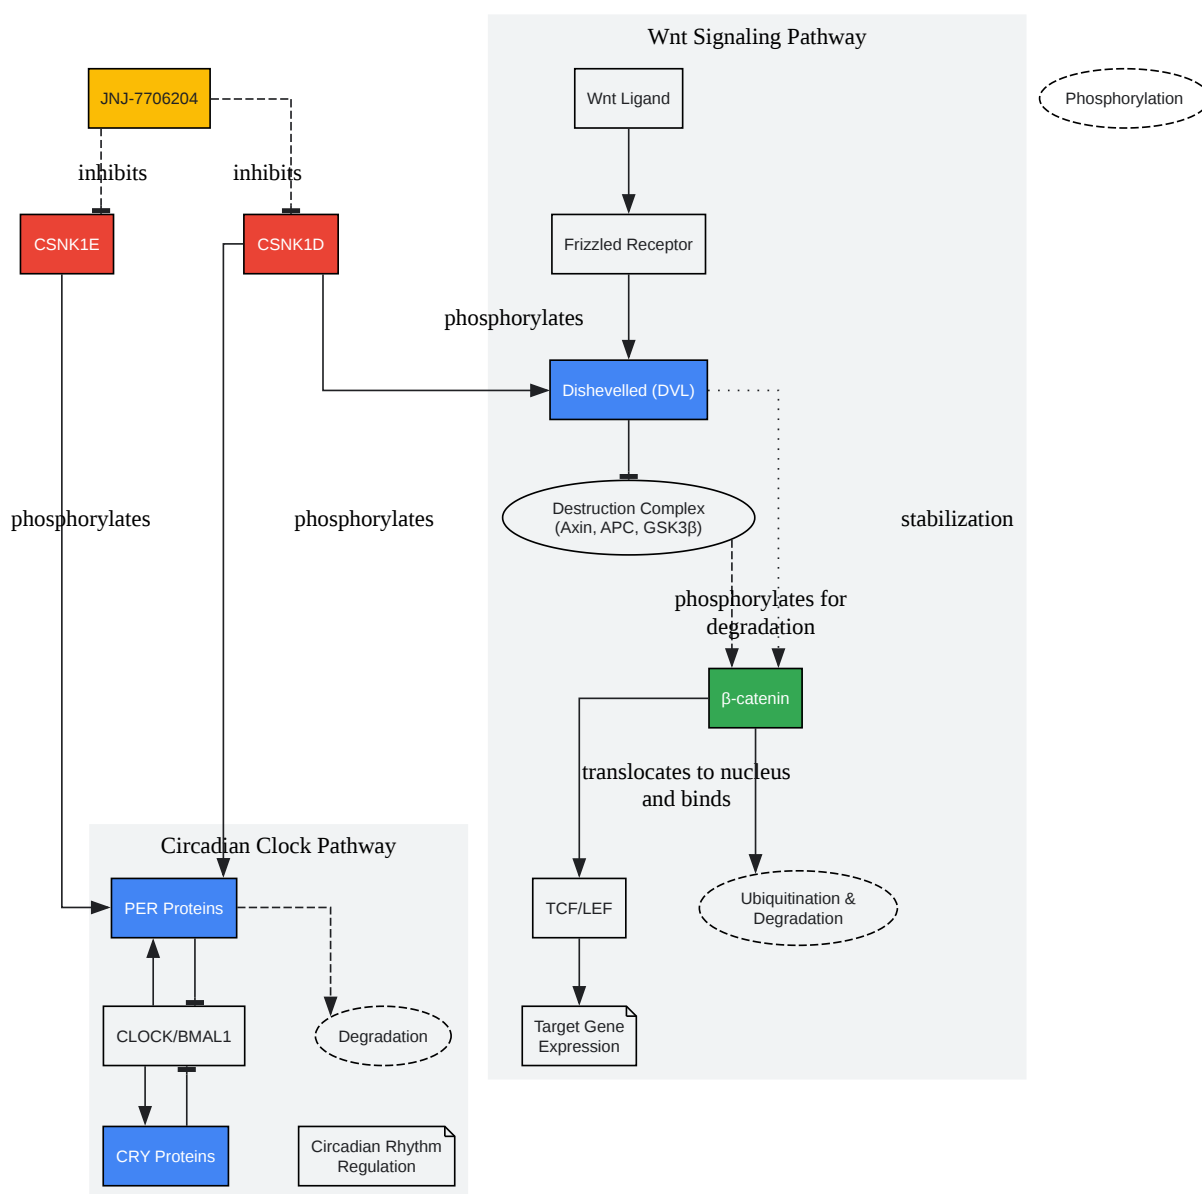 Wnt Signaling Pathway
JNJ-7706204
Wnt Ligand
Phosphorylation
inhibits
inhibits
CSNK1E
CSNK1D
Frizzled Receptor
phosphorylates
Dishevelled (DVL)
Destruction Complex
(Axin, APC, GSK3β)
phosphorylates
phosphorylates
stabilization
phosphorylates for
degradation
β-catenin
translocates to nucleus
and binds
Circadian Clock Pathway
PER Proteins
TCF/LEF
Ubiquitination &
Degradation
CLOCK/BMAL1
Degradation
Target Gene
Expression
CRY Proteins
Circadian Rhythm
Regulation